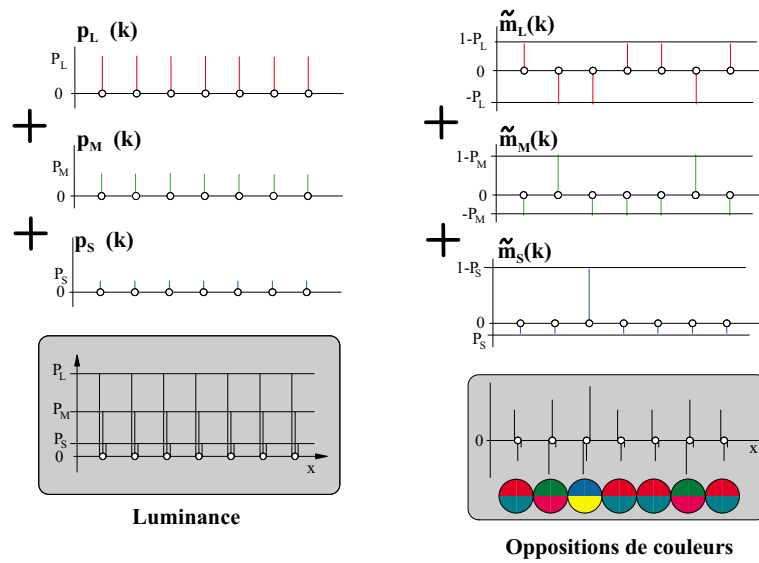 p_L (k)
P_L
0
+
p_M (k)
P_M
0
+
p_S (k)
P_S
0
P_L
P_M
P_S
0
x
Luminance
m̃_L(k)
1-P_L
0
-P_L
+
m̃_M(k)
1-P_M
0
-P_M
+
m̃_S(k)
1-P_S
0
P_S
0
x
Oppositions de couleurs